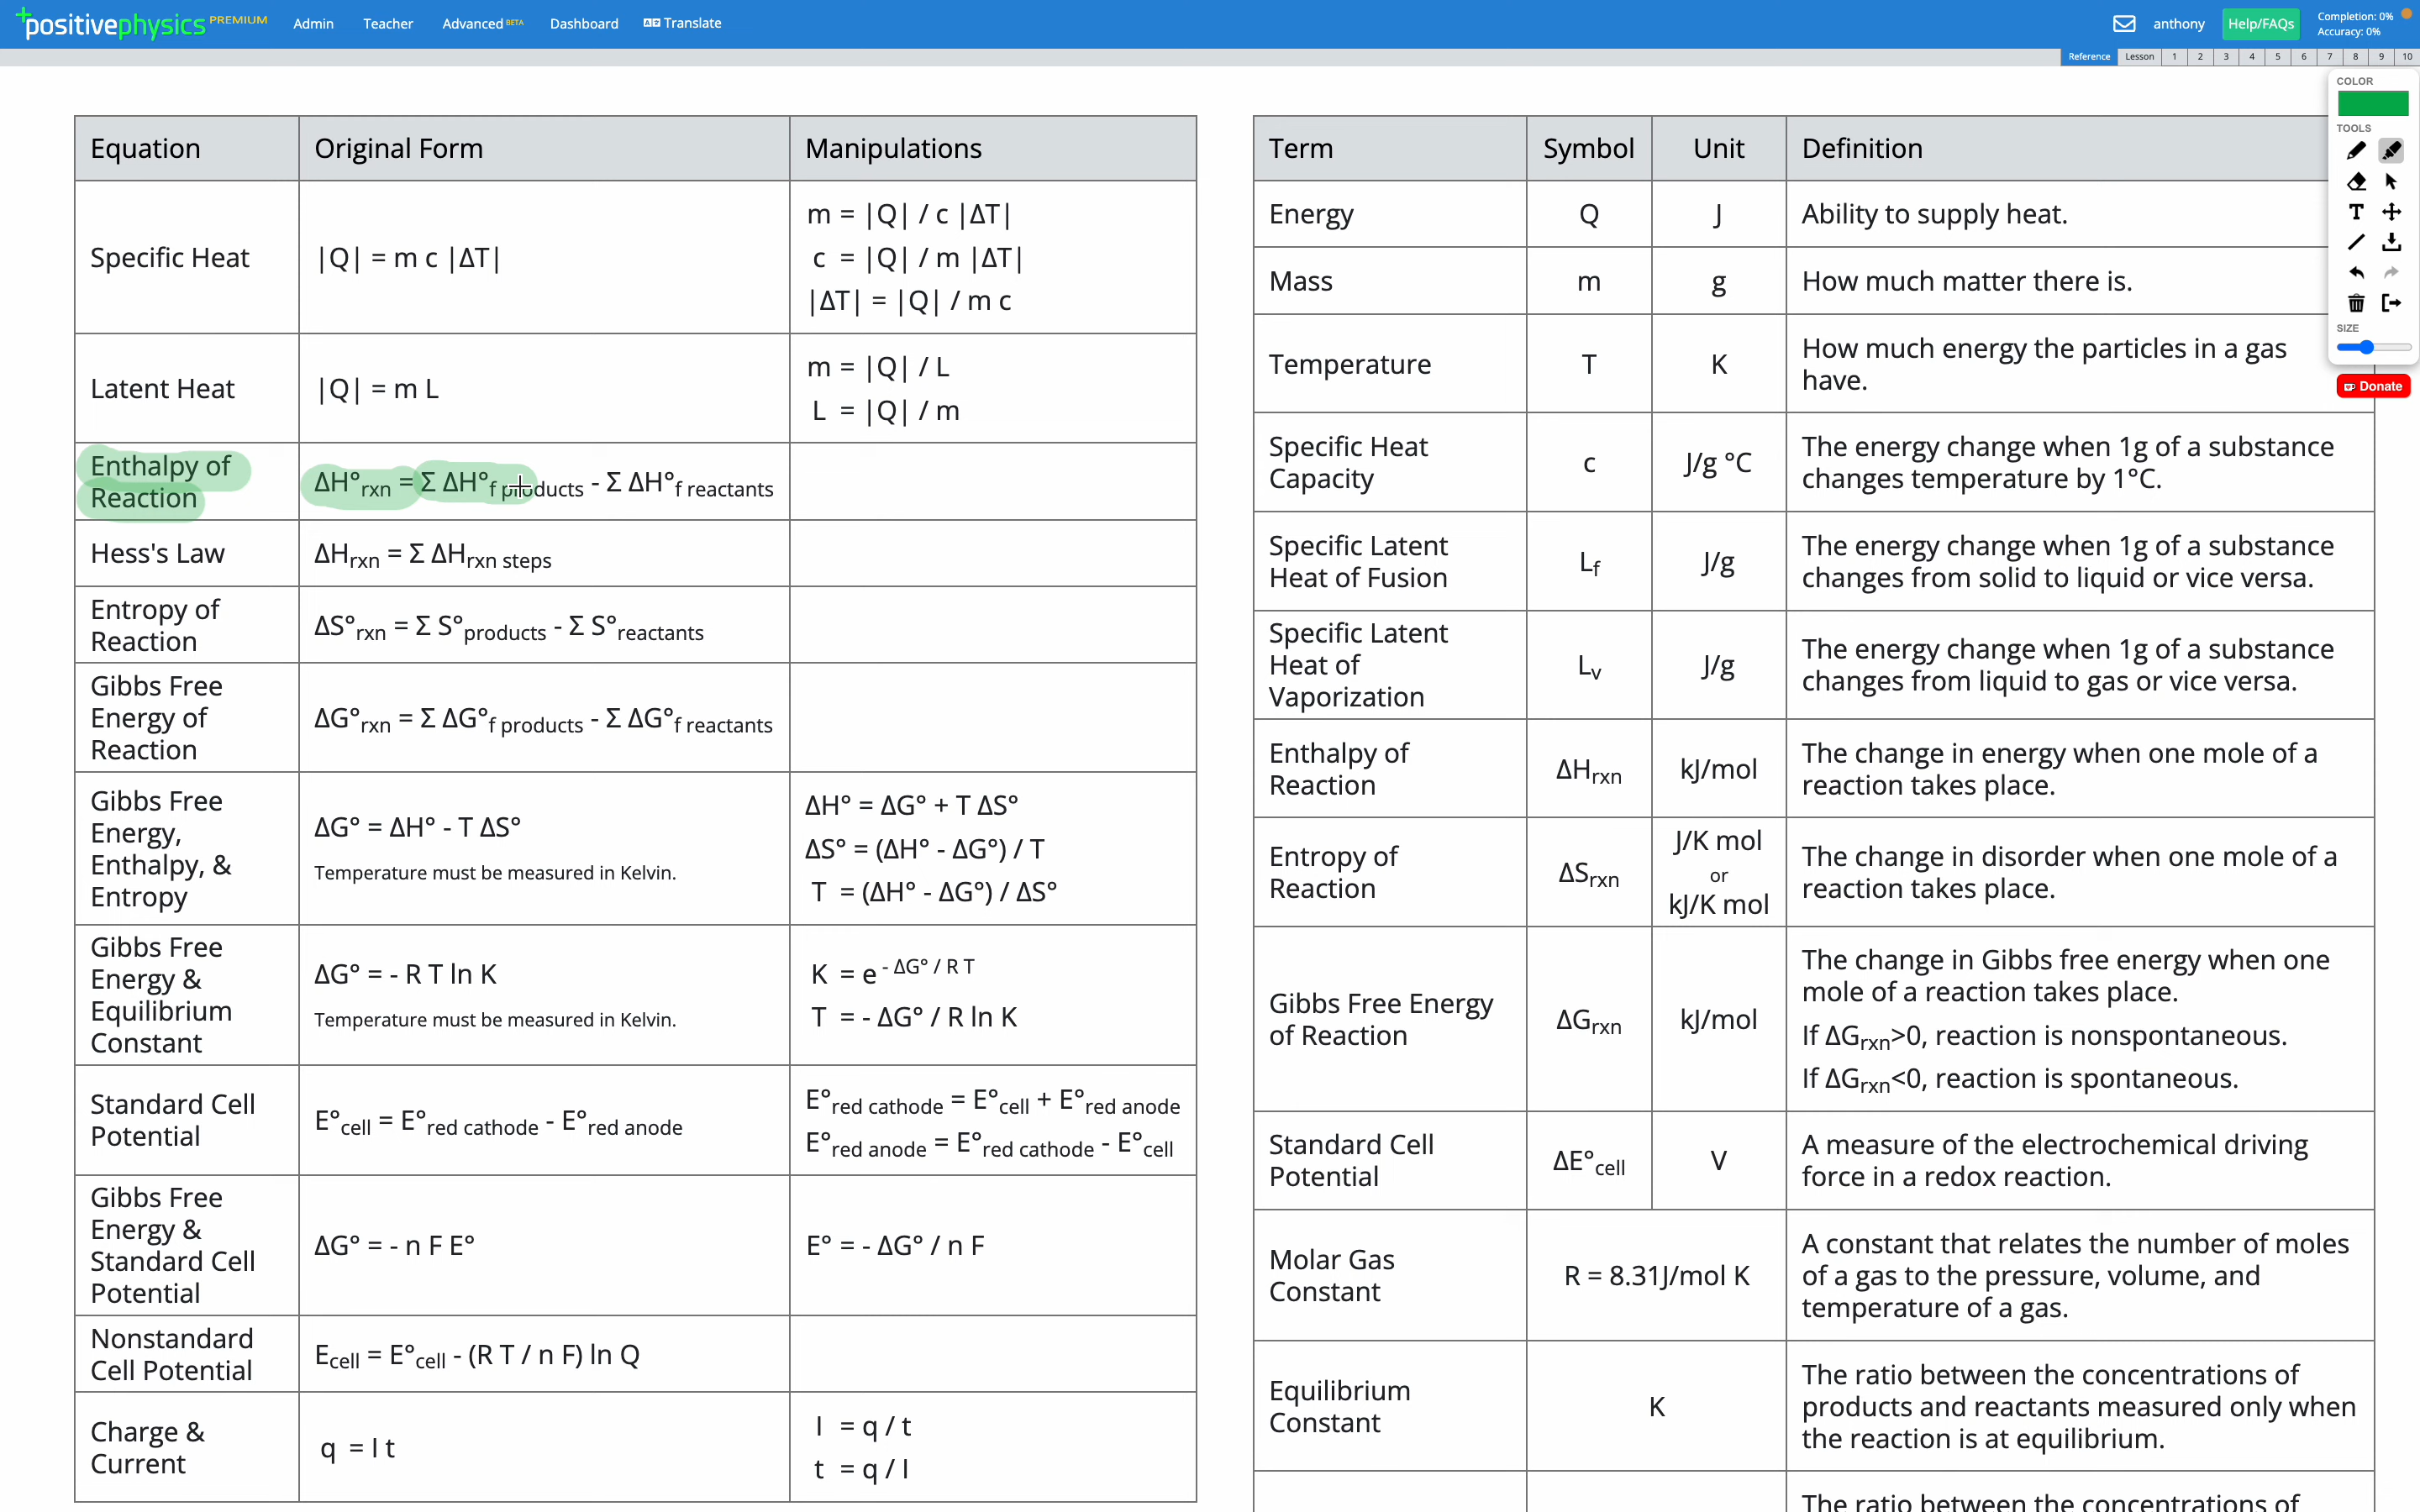 +positivephysics PREMIUM Admin Teacher Advanced BETA Dashboard Translate anthony Help/FAQs Completion: 0%
Accuracy: 0%
Reference Lesson 1 2 3 4 5 6 7 8 9 10
COLOR
TOOLS
T
SIZE
Donate
Equation Original Form Manipulations
Specific Heat |Q| = m c |ΔT| m = |Q| / c |ΔT|
c = |Q| / m |ΔT|
|ΔT| = |Q| / m c
Latent Heat |Q| = m L m = |Q| / L
L = |Q| / m
Enthalpy of
Reaction
ΔH°rxn = Σ ΔH°f products - Σ ΔH°f reactants
Hess's Law ΔHrxn = Σ ΔHrxn steps
Entropy of
Reaction
ΔS°rxn = Σ S°products - Σ S°reactants
Gibbs Free
Energy of
Reaction
ΔG°rxn = Σ ΔG°f products - Σ ΔG°f reactants
Gibbs Free
Energy,
Enthalpy, &
Entropy
ΔG° = ΔH° - T ΔS°
Temperature must be measured in Kelvin.
ΔH° = ΔG° + T ΔS°
ΔS° = (ΔH° - ΔG°) / T
T = (ΔH° - ΔG°) / ΔS°
Gibbs Free
Energy &
Equilibrium
Constant
ΔG° = - R T ln K
Temperature must be measured in Kelvin.
K = e - ΔG° / R T
T = - ΔG° / R ln K
Standard Cell
Potential
E°cell = E°red cathode - E°red anode
E°red cathode = E°cell + E°red anode
E°red anode = E°red cathode - E°cell
Gibbs Free
Energy &
Standard Cell
Potential
ΔG° = - n F E°
E° = - ΔG° / n F
Nonstandard
Cell Potential
Ecell = E°cell - (R T / n F) ln Q
Charge &
Current
q = I t
I = q / t
t = q / I
Term Symbol Unit Definition
Energy Q J Ability to supply heat.
Mass m g How much matter there is.
Temperature T K How much energy the particles in a gas
have.
Specific Heat
Capacity
c J/g °C The energy change when 1g of a substance
changes temperature by 1°C.
Specific Latent
Heat of Fusion
Lf J/g The energy change when 1g of a substance
changes from solid to liquid or vice versa.
Specific Latent
Heat of
Vaporization
Lv J/g The energy change when 1g of a substance
changes from liquid to gas or vice versa.
Enthalpy of
Reaction
ΔHrxn kJ/mol The change in energy when one mole of a
reaction takes place.
Entropy of
Reaction
ΔSrxn J/K mol
or
kJ/K mol
The change in disorder when one mole of a
reaction takes place.
Gibbs Free Energy
of Reaction
ΔGrxn kJ/mol The change in Gibbs free energy when one
mole of a reaction takes place.
If ΔGrxn>0, reaction is nonspontaneous.
If ΔGrxn<0, reaction is spontaneous.
Standard Cell
Potential
ΔE°cell V A measure of the electrochemical driving
force in a redox reaction.
Molar Gas
Constant
R = 8.31J/mol K
A constant that relates the number of moles
of a gas to the pressure, volume, and
temperature of a gas.
Equilibrium
Constant
K
The ratio between the concentrations of
products and reactants measured only when
the reaction is at equilibrium.
The ratio between the concentrations of